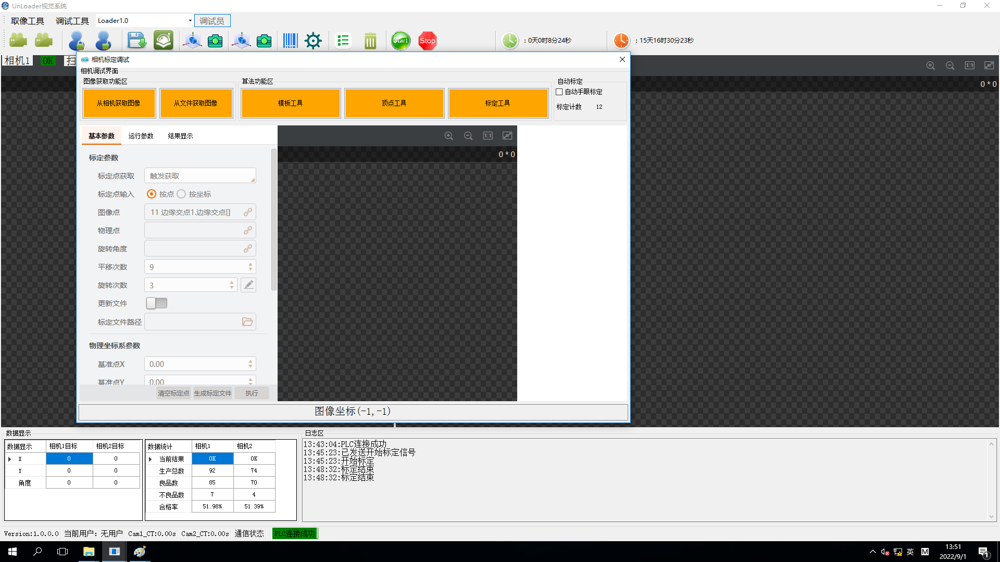 UnLoader视觉系统
取像工具 调试工具 Loader1.0 调试员
Start Stop : 0天0时8分24秒 : 15天16时30分23秒
相机1 OK 扫
0 * 0
相机标定调试
相机调试界面
图像获取功能区 算法功能区 自动标定
从相机获取图像 从文件获取图像 模板工具 顶点工具 标定工具
自动手眼标定
标定计数 12
基本参数 运行参数 结果显示
1:1
0 * 0
标定参数
标定点获取 触发获取
标定点输入 按点 按坐标
图像点 11 边缘交点1.边缘交点[]
物理点
旋转角度
平移次数 9
旋转次数 3
更新文件
标定文件路径
物理坐标系参数
基准点X 0.00
基准点Y 0.00
清空标定点 生成标定文件 执行
图像坐标(-1,-1)
数据显示
数据显示 相机1目标 相机2目标
X 0 0
Y 0 0
角度 0 0
数据统计 相机1 相机2
当前结果 OK OK
生产总数 92 74
良品数 85 70
不良品数 7 4
合格率 51.98% 51.39%
日志区
13:43:04:PLC连接成功
13:45:23:已发送开始标定信号
13:45:23:开始标定
13:48:32:标定结束
13:48:32:标定结束
Version:1.0.0.0 当前用户: 无用户 Cam1_CT:0.00s Cam2_CT:0.00s 通信状态 PLC连接成功
英 M 13:51
2022/9/1 1